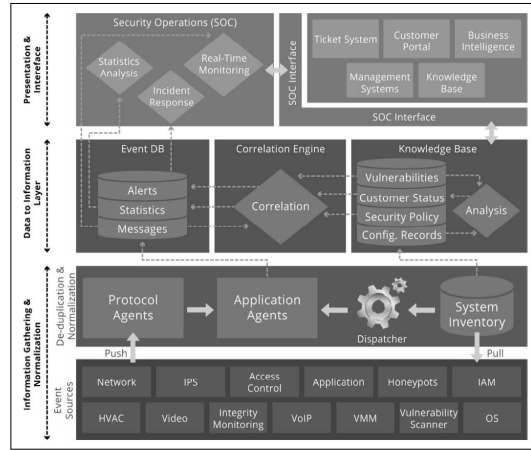 Presentation &
Intereface
Security Operations (SOC)
Statistics
Analysis
Real-Time
Monitoring
Incident
Response
SOC Interface
Ticket System
Customer
Portal
Business
Intelligence
Management
Systems
Knowledge
Base
SOC Interface
Data to Information
Layer
Event DB
Correlation Engine
Knowledge Base
Alerts
Statistics
Messages
Correlation
Vulnerabilities
Customer Status
Security Policy
Config. Records
Analysis
Information Gathering &
Normalization
De-duplication &
Normalization
Protocol
Agents
Application
Agents
Dispatcher
System
Inventory
Push
Pull
Event
Sources
Network
IPS
Access
Control
Application
Honeypots
IAM
HVAC
Video
Integrity
Monitoring
VoIP
VMM
Vulnerability
Scanner
OS